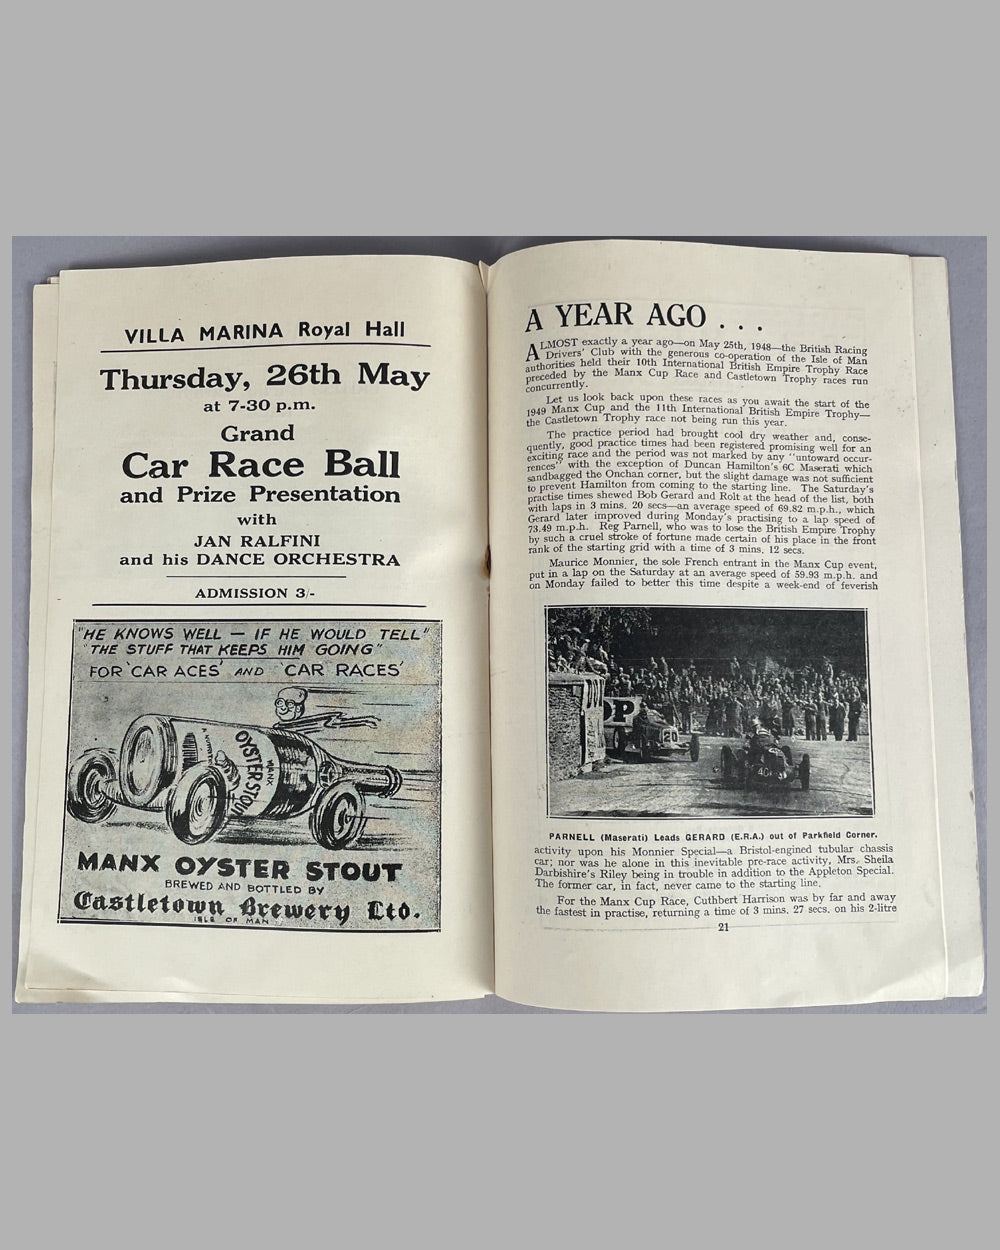 VILLA MARINA Royal Hall
Thursday, 26th May
at 7-30 p.m.
Grand
Car Race Ball
and Prize Presentation
with
JAN RALFINI
and his DANCE ORCHESTRA
ADMISSION 3/-
"HE KNOWS WELL — IF HE WOULD TELL"
"THE STUFF THAT KEEPS HIM GOING"
FOR 'CAR ACES' AND 'CAR RACES'
MANX
OYSTER STOUT
MANX OYSTER STOUT
BREWED AND BOTTLED BY
Castletown Brewery Ltd.
ISLE OF MAN
A YEAR AGO . . .
ALMOST exactly a year ago—on May 25th, 1948—the British Racing
Drivers' Club with the generous co-operation of the Isle of Man
authorities held their 10th International British Empire Trophy Race
preceded by the Manx Cup Race and Castletown Trophy races run
concurrently.
Let us look back upon these races as you await the start of the
1949 Manx Cup and the 11th International British Empire Trophy—
the Castletown Trophy race not being run this year.
The practice period had brought cool dry weather and, conse-
quently, good practice times had been registered promising well for an
exciting race and the period was not marked by any "untoward occur-
rences" with the exception of Duncan Hamilton's 6C Maserati which
sandbagged the Onchan corner, but the slight damage was not sufficient
to prevent Hamilton from coming to the starting line. The Saturday's
practise times shewed Bob Gerard and Rolt at the head of the list, both
with laps in 3 mins. 20 secs—an average speed of 69.82 m.p.h., which
Gerard later improved during Monday's practising to a lap speed of
73.49 m.p.h. Reg Parnell, who was to lose the British Empire Trophy
by such a cruel stroke of fortune made certain of his place in the front
rank of the starting grid with a time of 3 mins. 12 secs.
Maurice Monnier, the sole French entrant in the Manx Cup event,
put in a lap on the Saturday at an average speed of 59.93 m.p.h. and
on Monday failed to better this time despite a week-end of feverish
OP
20
PARNELL (Maserati) Leads GERARD (E.R.A.) out of Parkfield Corner.
activity upon his Monnier Special—a Bristol-engined tubular chassis
car; nor was he alone in this inevitable pre-race activity, Mrs. Sheila
Darbishire's Riley being in trouble in addition to the Appleton Special.
The former car, in fact, never came to the starting line.
For the Manx Cup Race, Cuthbert Harrison was by far and away
the fastest in practise, returning a time of 3 mins. 27 secs. on his 2-litre
21